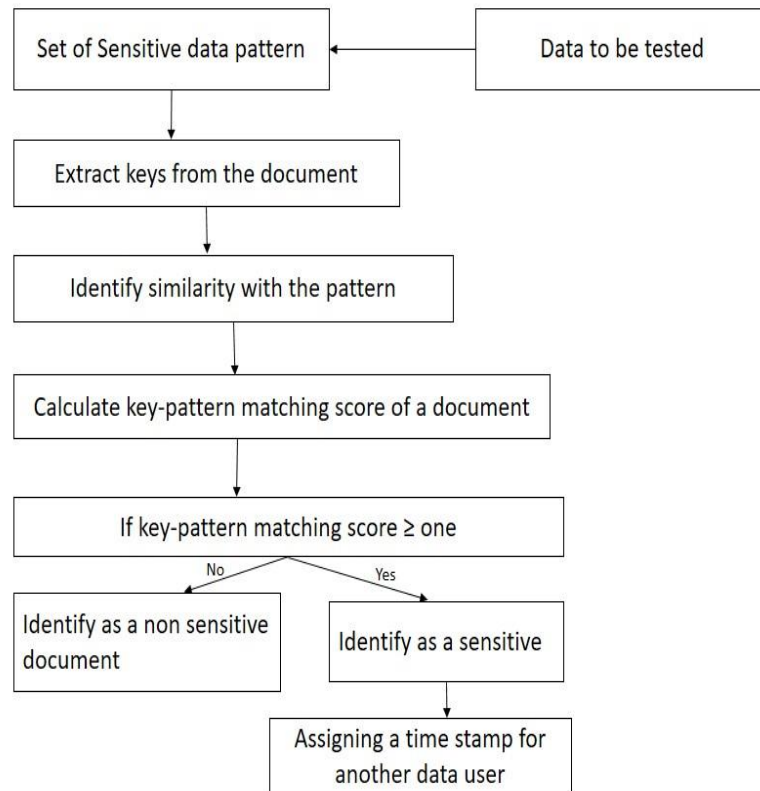 Set of Sensitive data pattern
Data to be tested
Extract keys from the document
Identify similarity with the pattern
Calculate key-pattern matching score of a document
If key-pattern matching score ≥ one
No
Yes
Identify as a non sensitive
document
Identify as a sensitive
Assigning a time stamp for
another data user